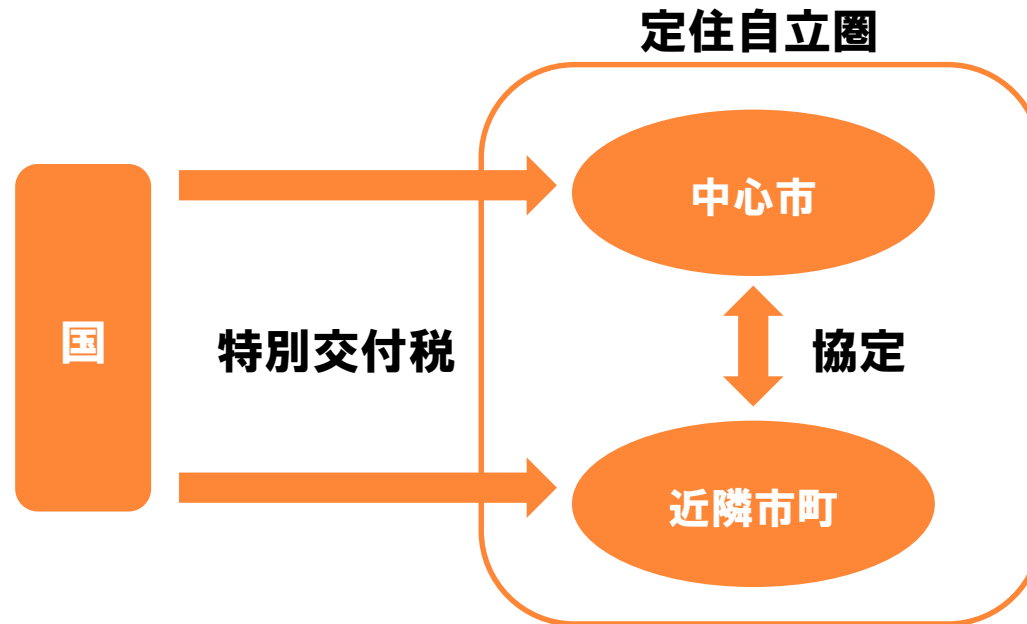 定住自立圏
中心市
国
特別交付税
協定
近隣市町